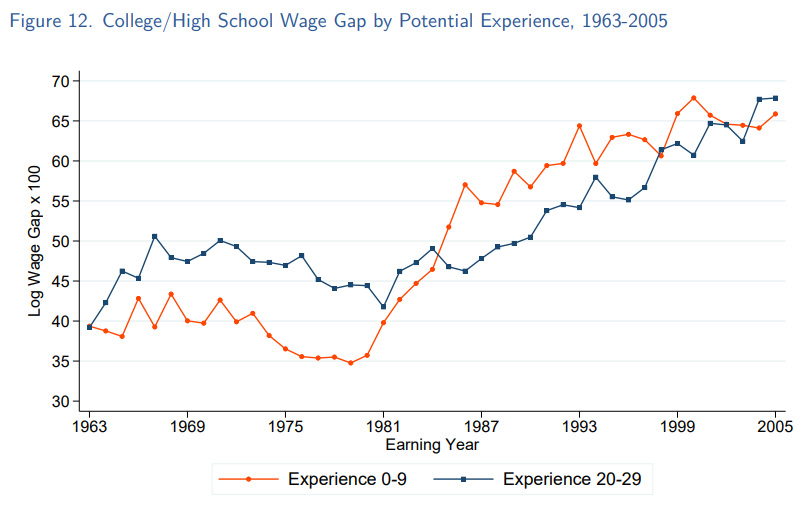 Figure 12. College/High School Wage Gap by Potential Experience, 1963-2005
70
65
60
55
50
45
40
35
30
Log Wage Gap x 100
1963 1969 1975 1981 1987 1993 1999 2005
Earning Year
Experience 0-9 Experience 20-29